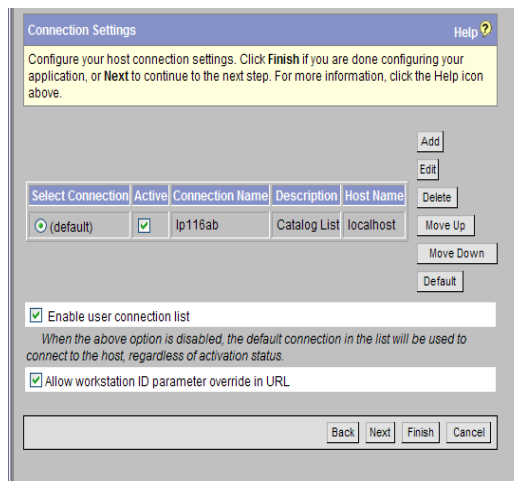 Connection Settings Help ?
Configure your host connection settings. Click Finish if you are done configuring your
application, or Next to continue to the next step. For more information, click the Help icon
above.
Add
Edit
Select Connection Active Connection Name Description Host Name Delete
(default) lp116ab Catalog List localhost Move Up
Move Down
Default
Enable user connection list
When the above option is disabled, the default connection in the list will be used to
connect to the host, regardless of activation status.
Allow workstation ID parameter override in URL
Back Next Finish Cancel